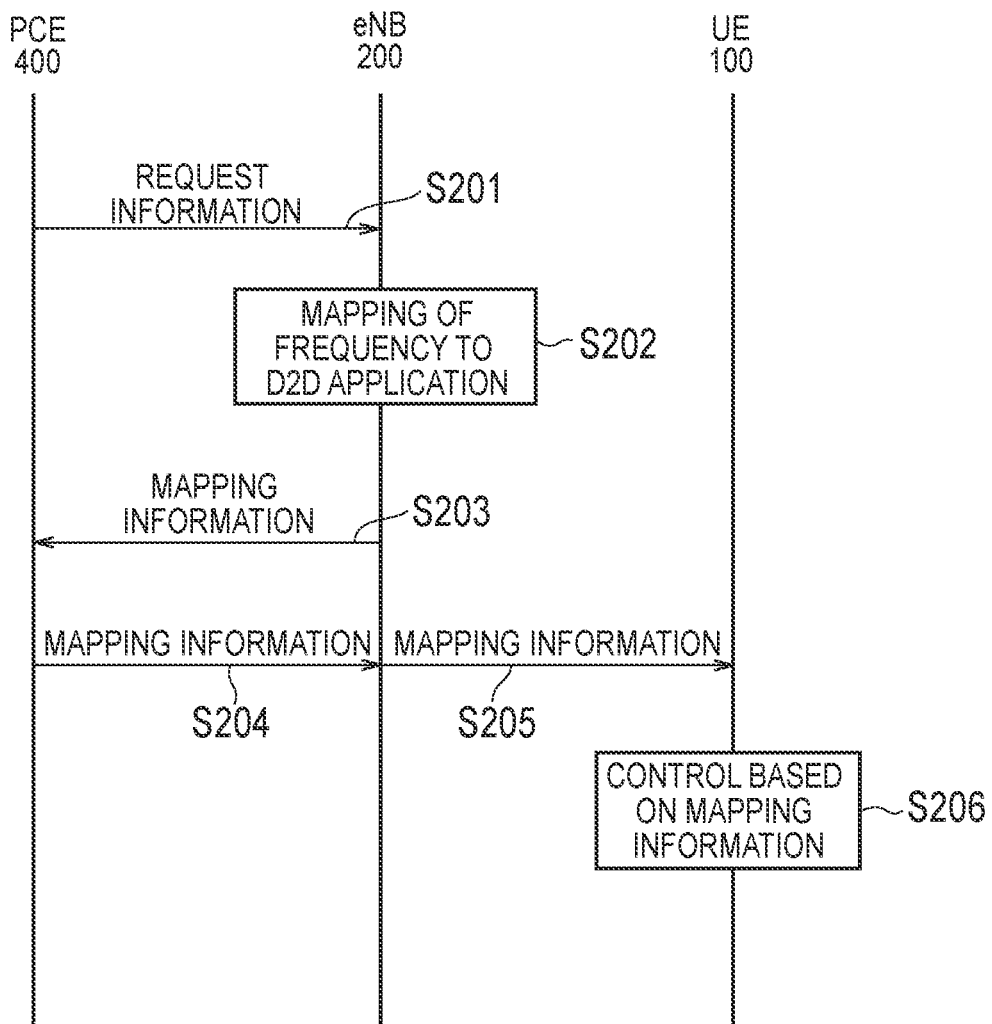 PCE
400
eNB
200
UE
100
REQUEST
INFORMATION
S201
MAPPING OF
FREQUENCY TO
D2D APPLICATION
S202
MAPPING
INFORMATION
S203
MAPPING INFORMATION
MAPPING INFORMATION
S204
S205
CONTROL BASED
ON MAPPING
INFORMATION
S206